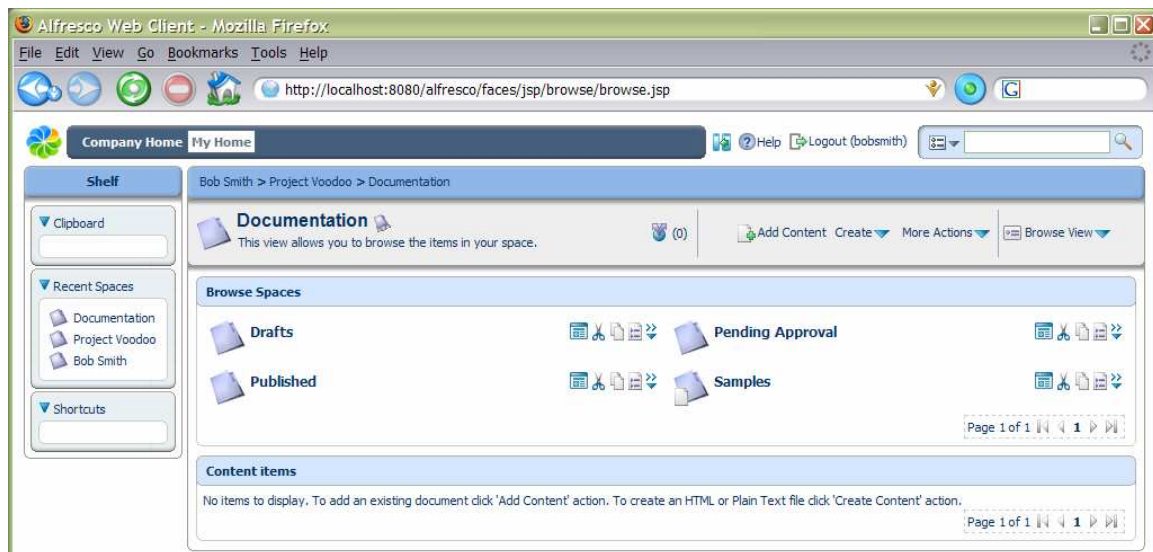 Alfresco Web Client - Mozilla Firefox
File Edit View Go Bookmarks Tools Help
http://localhost:8080/alfresco/faces/jsp/browse/browse.jsp G
Company Home My Home Help Logout (bobsmith)
Shelf
Bob Smith > Project Voodoo > Documentation
Clipboard
Documentation
This view allows you to browse the items in your space.
(0) Add Content Create More Actions Browse View
Recent Spaces
Documentation
Project Voodoo
Bob Smith
Shortcuts
Browse Spaces
Drafts Pending Approval
Published Samples
Page 1 of 1 1
Content items
No items to display. To add an existing document click 'Add Content' action. To create an HTML or Plain Text file click 'Create Content' action.
Page 1 of 1 1